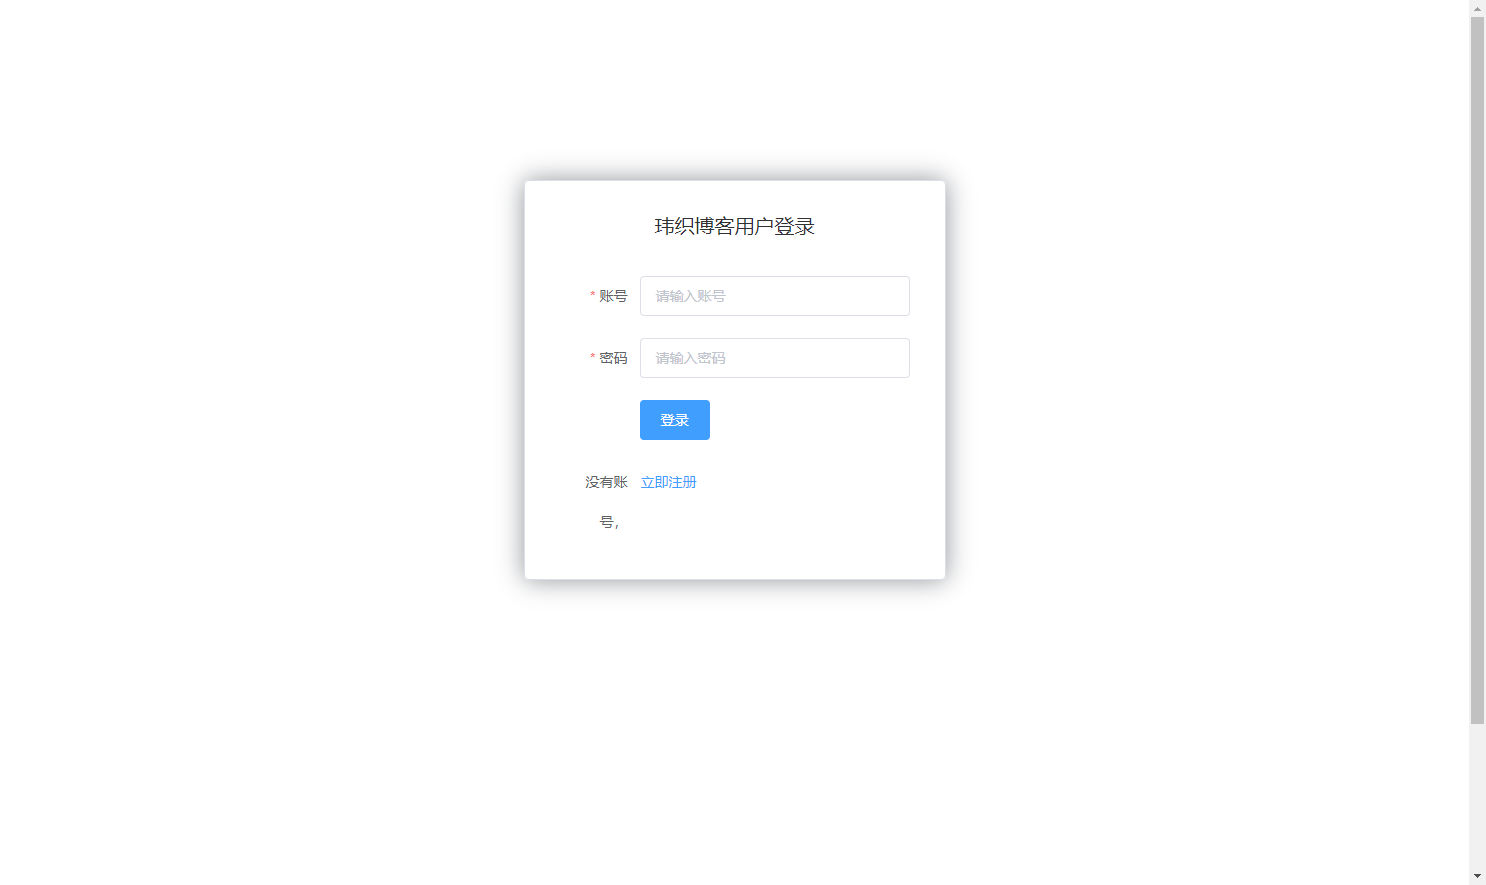 玮织博客用户登录
* 账号 请输入账号
* 密码 请输入密码
登录
没有账 立即注册
号，